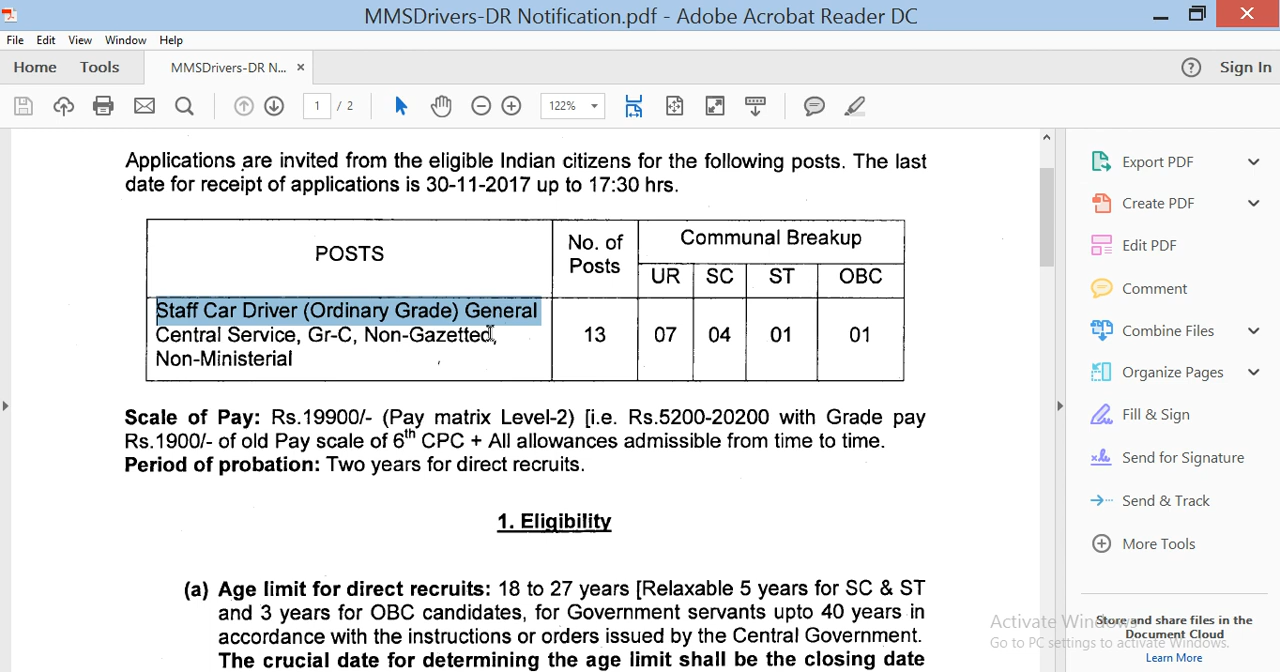 MMSDrivers-DR Notification.pdf - Adobe Acrobat Reader DC
File Edit View Window Help
Home Tools MMSDrivers-DR N... × ? Sign In
1 / 2 122%
Applications are invited from the eligible Indian citizens for the following posts. The last
date for receipt of applications is 30-11-2017 up to 17:30 hrs.
POSTS No. of Posts Communal Breakup
UR SC ST OBC
Staff Car Driver (Ordinary Grade) General
Central Service, Gr-C, Non-Gazetted, 13 07 04 01 01
Non-Ministerial
Scale of Pay: Rs.19900/- (Pay matrix Level-2) [i.e. Rs.5200-20200 with Grade pay
Rs.1900/- of old Pay scale of 6th CPC + All allowances admissible from time to time.
Period of probation: Two years for direct recruits.
1. Eligibility
(a) Age limit for direct recruits: 18 to 27 years [Relaxable 5 years for SC & ST
and 3 years for OBC candidates, for Government servants upto 40 years in
accordance with the instructions or orders issued by the Central Government.
The crucial date for determining the age limit shall be the closing date
Export PDF
Create PDF
Edit PDF
Comment
Combine Files
Organize Pages
Fill & Sign
Send for Signature
Send & Track
More Tools
Store and share files in the
Document Cloud
Learn More
Activate Windows
Go to PC settings to activate Windows.